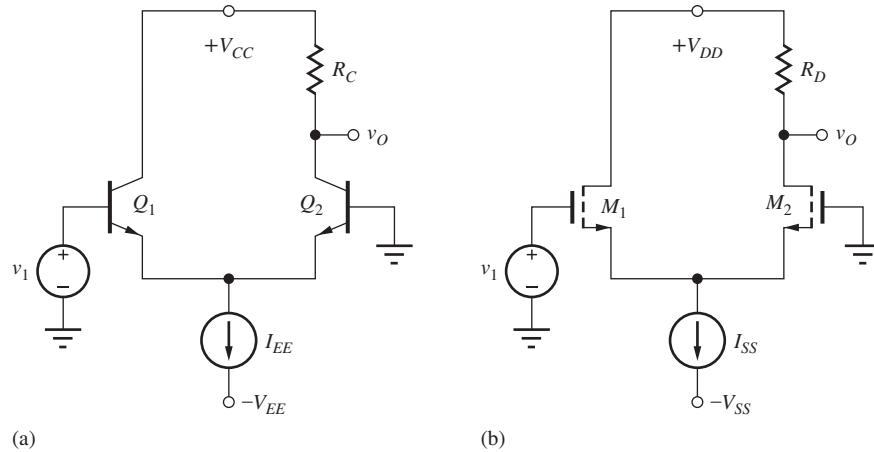 +V_CC
R_C
v_O
Q_1
Q_2
v_1
+
−
I_EE
−V_EE
(a)
+V_DD
R_D
v_O
M_1
M_2
v_1
+
−
I_SS
−V_SS
(b)